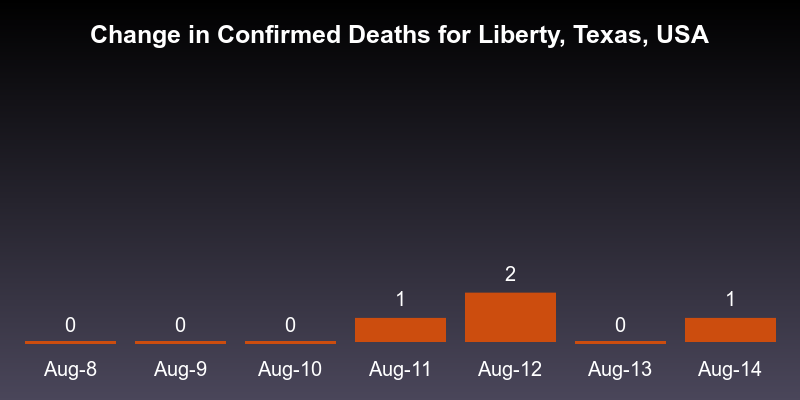 Change in Confirmed Deaths for Liberty, Texas, USA
0 0 0 1 2 0 1
Aug-8 Aug-9 Aug-10 Aug-11 Aug-12 Aug-13 Aug-14